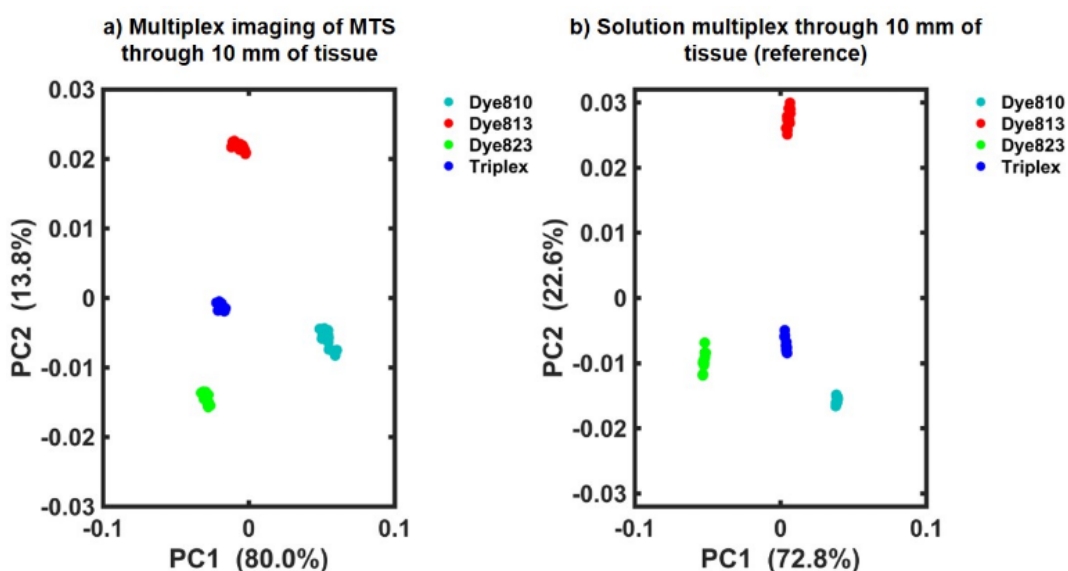 a) Multiplex imaging of MTS
through 10 mm of tissue
0.03
0.02
0.01
0
-0.01
-0.02
-0.03
PC2 (13.8%)
-0.1
0
0.1
PC1 (80.0%)
Dye810
Dye813
Dye823
Triplex
b) Solution multiplex through 10 mm of
tissue (reference)
0.03
0.02
0.01
0
-0.01
-0.02
-0.03
PC2 (22.6%)
-0.1
0
0.1
PC1 (72.8%)
Dye810
Dye813
Dye823
Triplex